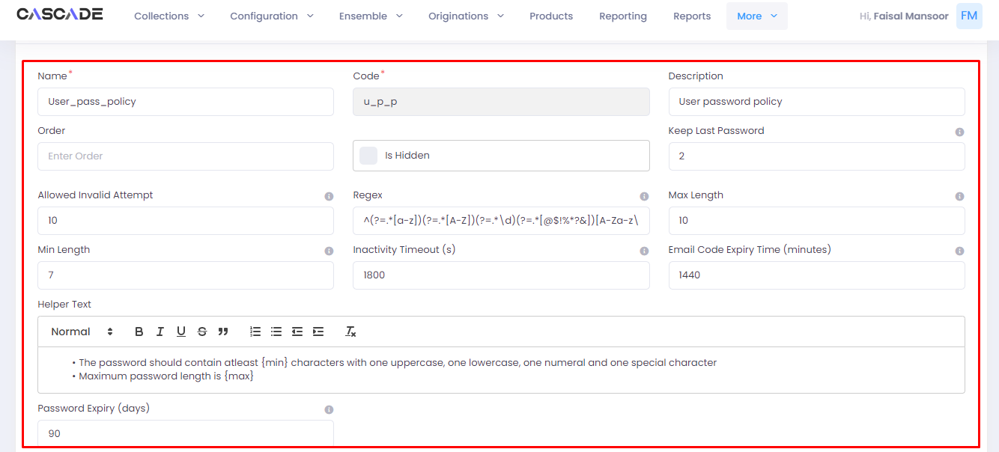 CASCADE Collections Configuration Ensemble Originations Products Reporting Reports More Hi, Faisal Mansoor FM
Name* Code* Description
User_pass_policy u_p_p User password policy
Order Keep Last Password
Enter Order Is Hidden 2
Allowed Invalid Attempt Regex Max Length
10 ^(?=.*[a-z])(?=.*[A-Z])(?=.*\d)(?=.*[@$!%*?&])[A-Za-z\ 10
Min Length Inactivity Timeout (s) Email Code Expiry Time (minutes)
7 1800 1440
Helper Text
Normal B I U S
• The password should contain atleast {min} characters with one uppercase, one lowercase, one numeral and one special character
• Maximum password length is {max}
Password Expiry (days)
90